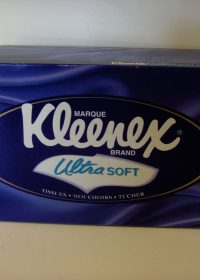 MARQUE
Kleenex®
BRAND
Ultra SOFT
TISSUES • MOUCHOIRS • TÜCHER